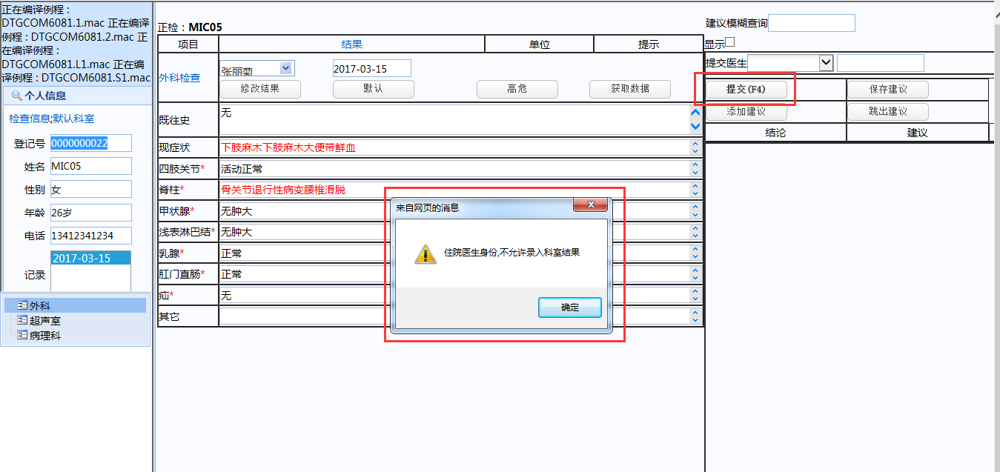 正在编译例程：
DTGCOM6081.1.mac 正在编译
例程：DTGCOM6081.2.mac 正
在编译例程：
DTGCOM6081.L1.mac 正在编
译例程：DTGCOM6081.S1.mac
个人信息
检查信息;默认科室
登记号 0000000022
姓名 MIC05
性别 女
年龄 26岁
电话 13412341234
2017-03-15
记录
外科
超声室
病理科
正检：MIC05
项目 结果 单位 提示
外科检查 张丽菊 2017-03-15
修改结果 默认 高危 获取数据
既往史 无
现症状 下肢麻木下肢麻木大便带鲜血
四肢关节* 活动正常
脊柱* 骨关节退行性病变腰椎滑脱
甲状腺* 无肿大
浅表淋巴结* 无肿大
乳腺* 正常
肛门直肠* 正常
疝* 无
其它
来自网页的消息
住院医生身份,不允许录入科室结果
确定
建议模糊查询
显示
提交医生
提交(F4) 保存建议
添加建议 跳出建议
结论 建议